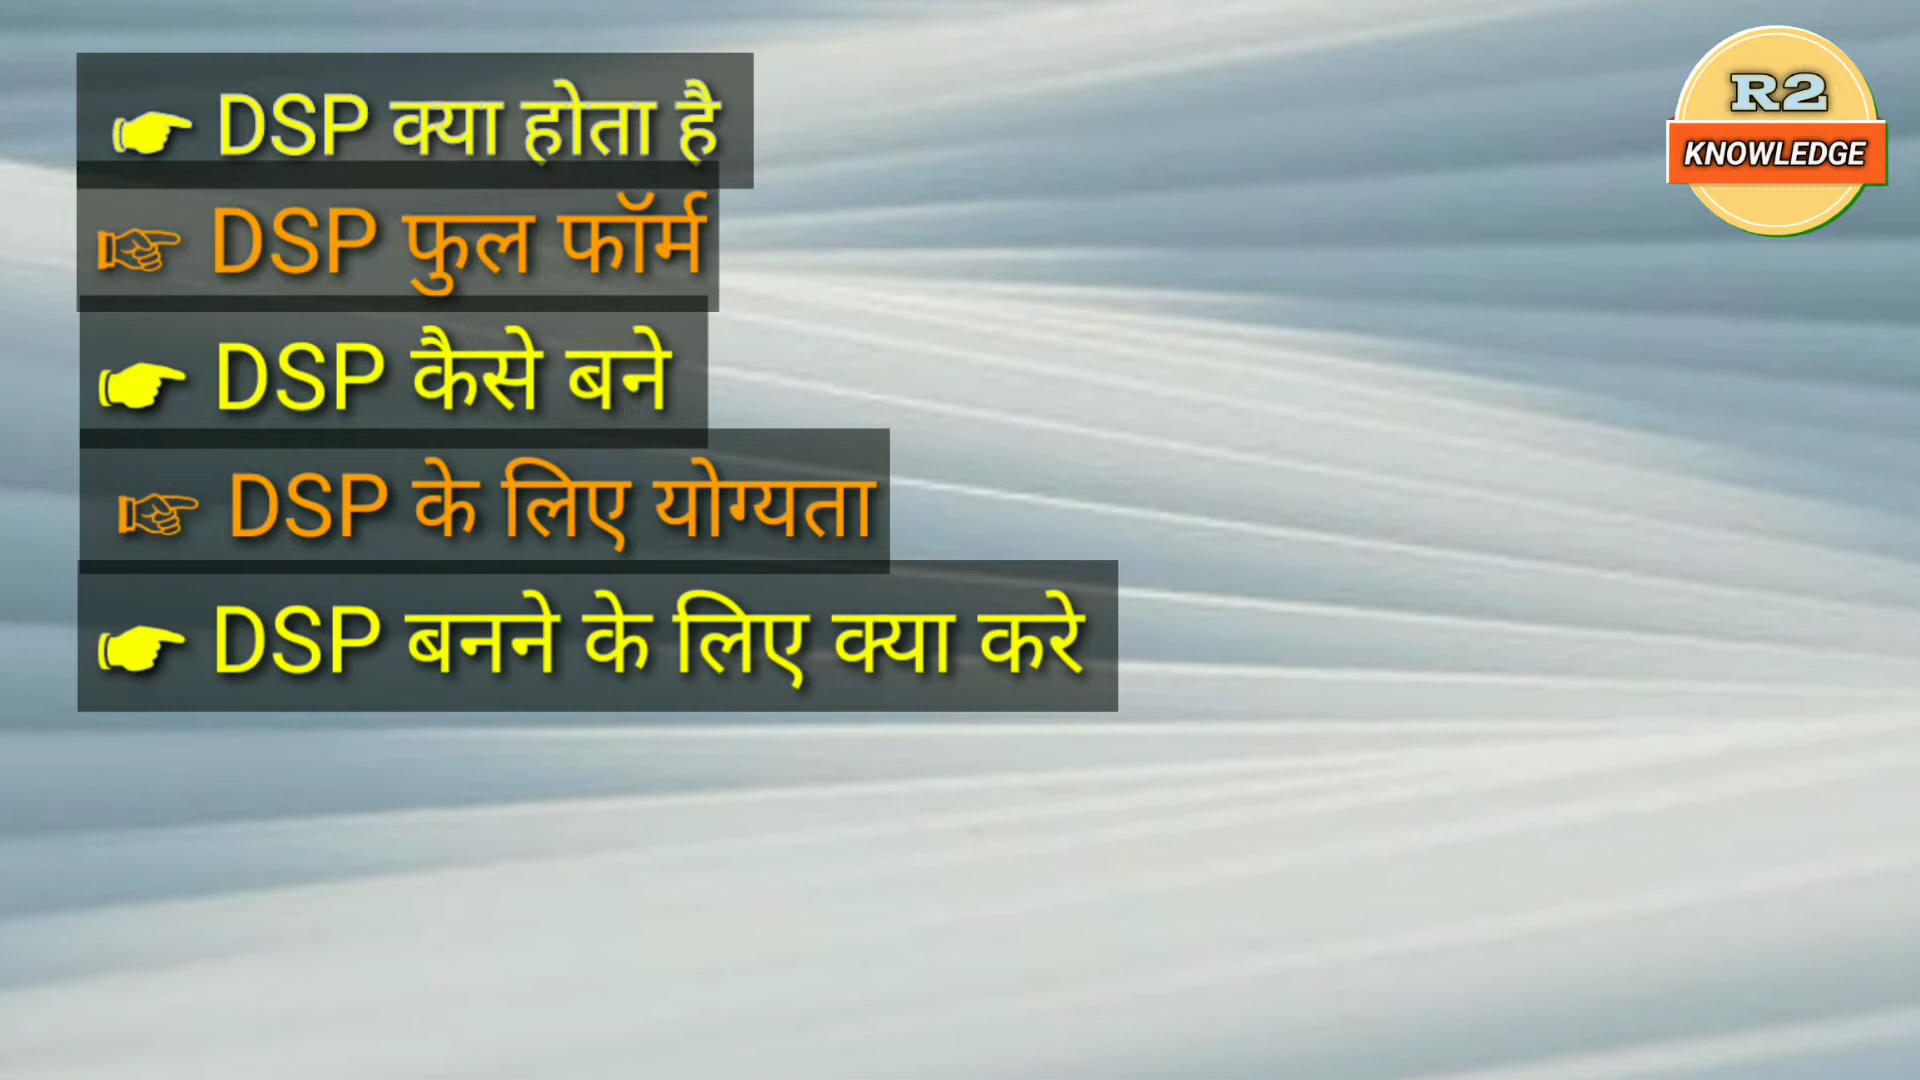 ☛ DSP क्या होता है
☞ DSP फुल फॉर्म
☛ DSP कैसे बने
☞ DSP के लिए योग्यता
☛ DSP बनने के लिए क्या करे
R2
KNOWLEDGE